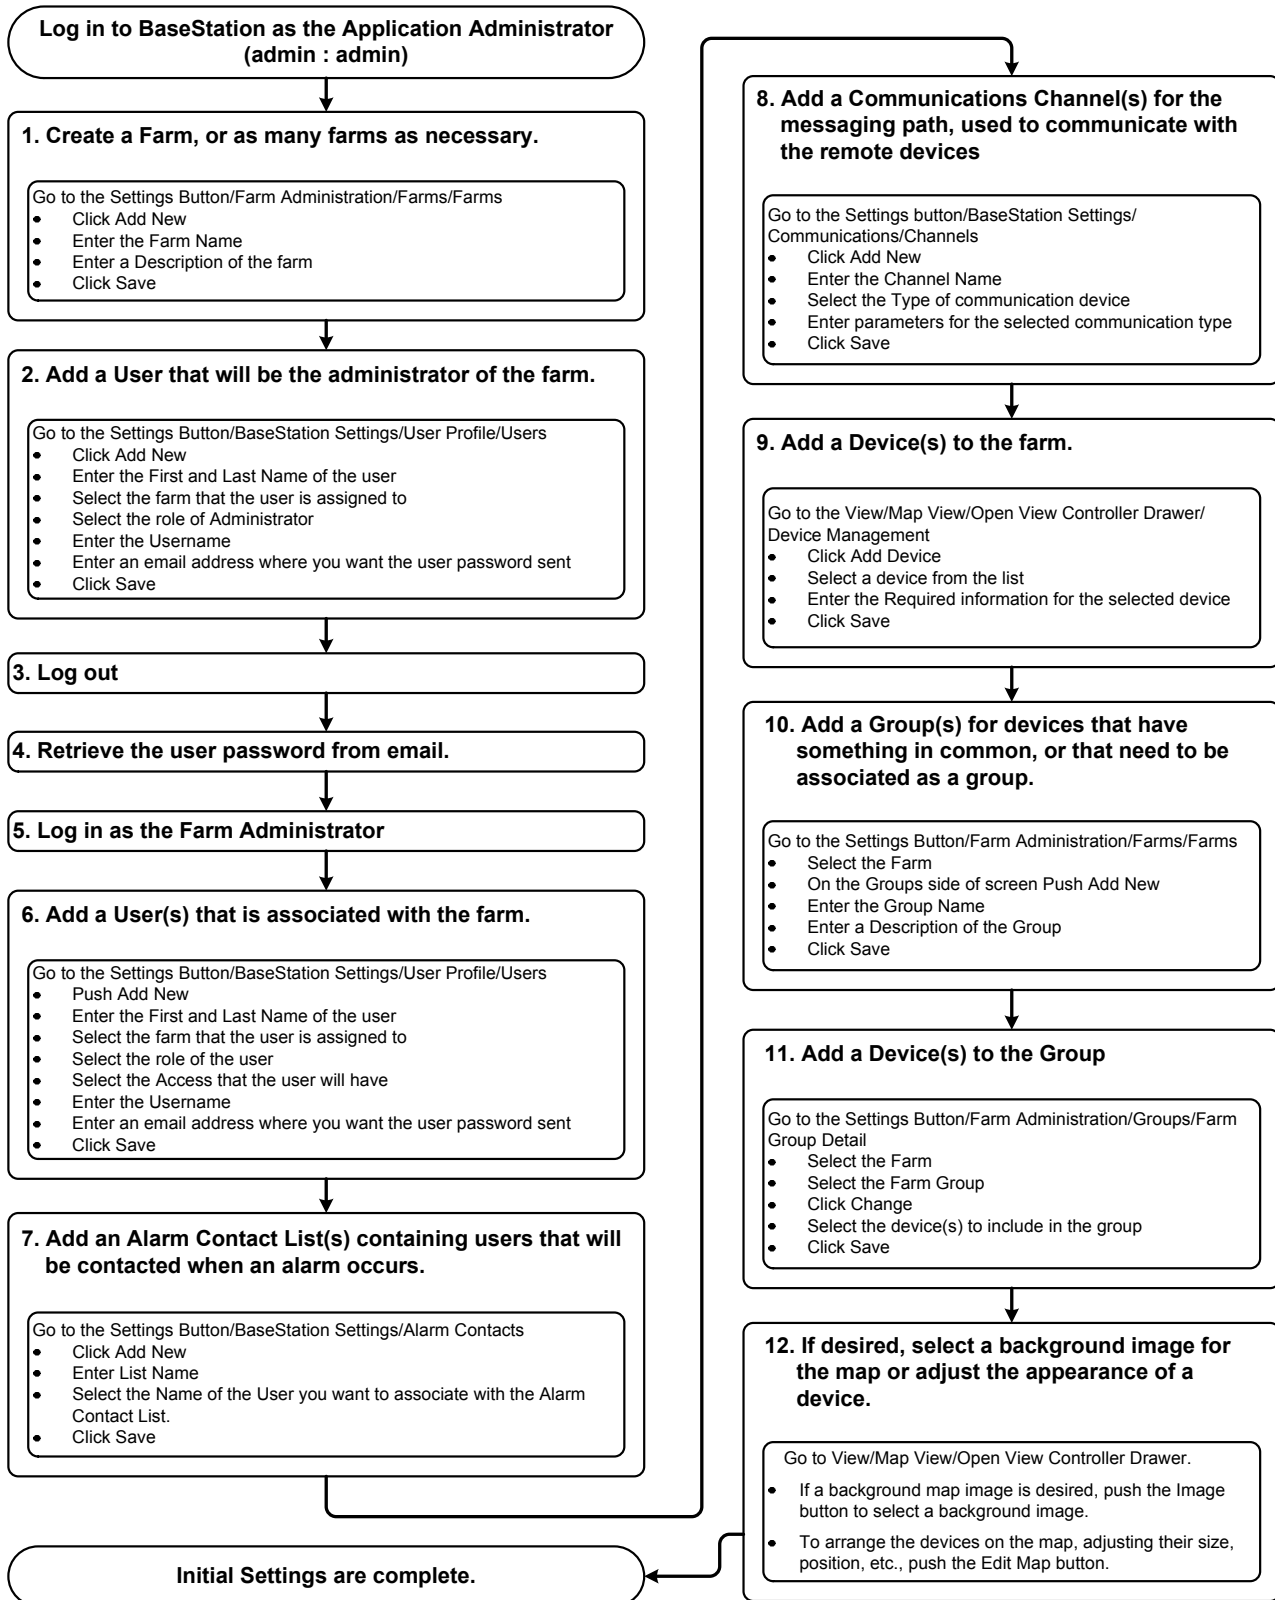 Log in to BaseStation as the Application Administrator
(admin : admin)
1. Create a Farm, or as many farms as necessary.
Go to the Settings Button/Farm Administration/Farms/Farms
• Click Add New
• Enter the Farm Name
• Enter a Description of the farm
• Click Save
2. Add a User that will be the administrator of the farm.
Go to the Settings Button/BaseStation Settings/User Profile/Users
• Click Add New
• Enter the First and Last Name of the user
• Select the farm that the user is assigned to
• Select the role of Administrator
• Enter the Username
• Enter an email address where you want the user password sent
• Click Save
3. Log out
4. Retrieve the user password from email.
5. Log in as the Farm Administrator
6. Add a User(s) that is associated with the farm.
Go to the Settings Button/BaseStation Settings/User Profile/Users
• Push Add New
• Enter the First and Last Name of the user
• Select the farm that the user is assigned to
• Select the role of the user
• Select the Access that the user will have
• Enter the Username
• Enter an email address where you want the user password sent
• Click Save
7. Add an Alarm Contact List(s) containing users that will
be contacted when an alarm occurs.
Go to the Settings Button/BaseStation Settings/Alarm Contacts
• Click Add New
• Enter List Name
• Select the Name of the User you want to associate with the Alarm
Contact List.
• Click Save
8. Add a Communications Channel(s) for the
messaging path, used to communicate with
the remote devices
Go to the Settings button/BaseStation Settings/
Communications/Channels
• Click Add New
• Enter the Channel Name
• Select the Type of communication device
• Enter parameters for the selected communication type
• Click Save
9. Add a Device(s) to the farm.
Go to the View/Map View/Open View Controller Drawer/
Device Management
• Click Add Device
• Select a device from the list
• Enter the Required information for the selected device
• Click Save
10. Add a Group(s) for devices that have
something in common, or that need to be
associated as a group.
Go to the Settings Button/Farm Administration/Farms/Farms
• Select the Farm
• On the Groups side of screen Push Add New
• Enter the Group Name
• Enter a Description of the Group
• Click Save
11. Add a Device(s) to the Group
Go to the Settings Button/Farm Administration/Groups/Farm
Group Detail
• Select the Farm
• Select the Farm Group
• Click Change
• Select the device(s) to include in the group
• Click Save
12. If desired, select a background image for
the map or adjust the appearance of a
device.
Go to View/Map View/Open View Controller Drawer.
• If a background map image is desired, push the Image
button to select a background image.
• To arrange the devices on the map, adjusting their size,
position, etc., push the Edit Map button.
Initial Settings are complete.